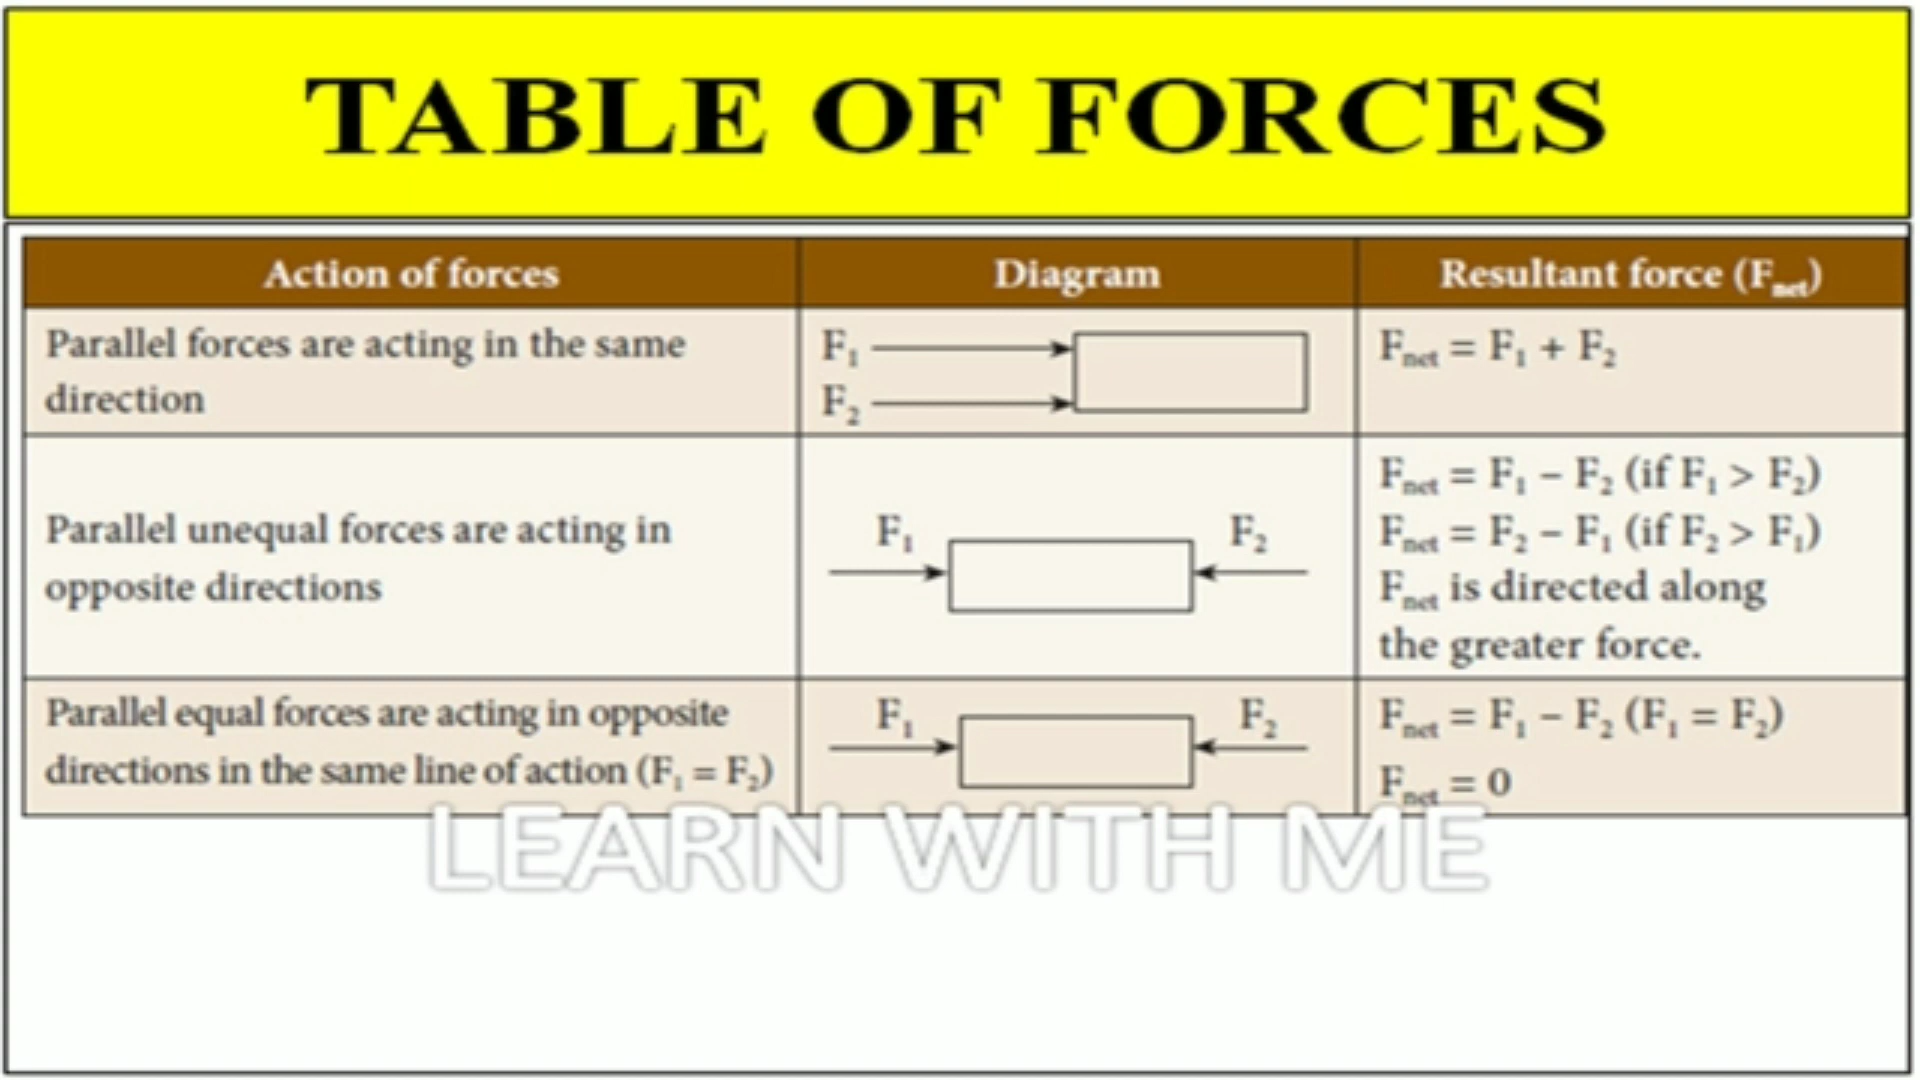 TABLE OF FORCES
Action of forces
Diagram
Resultant force (Fnet)
Parallel forces are acting in the same
direction
F₁
F₂
Fnet = F₁ + F₂
Parallel unequal forces are acting in
opposite directions
F₁
F₂
Fnet = F₁ – F₂ (if F₁ > F₂)
Fnet = F₂ – F₁ (if F₂ > F₁)
Fnet is directed along
the greater force.
Parallel equal forces are acting in opposite
directions in the same line of action (F₁ = F₂)
F₁
F₂
Fnet = F₁ – F₂ (F₁ = F₂)
Fnet = 0
LEARN WITH ME